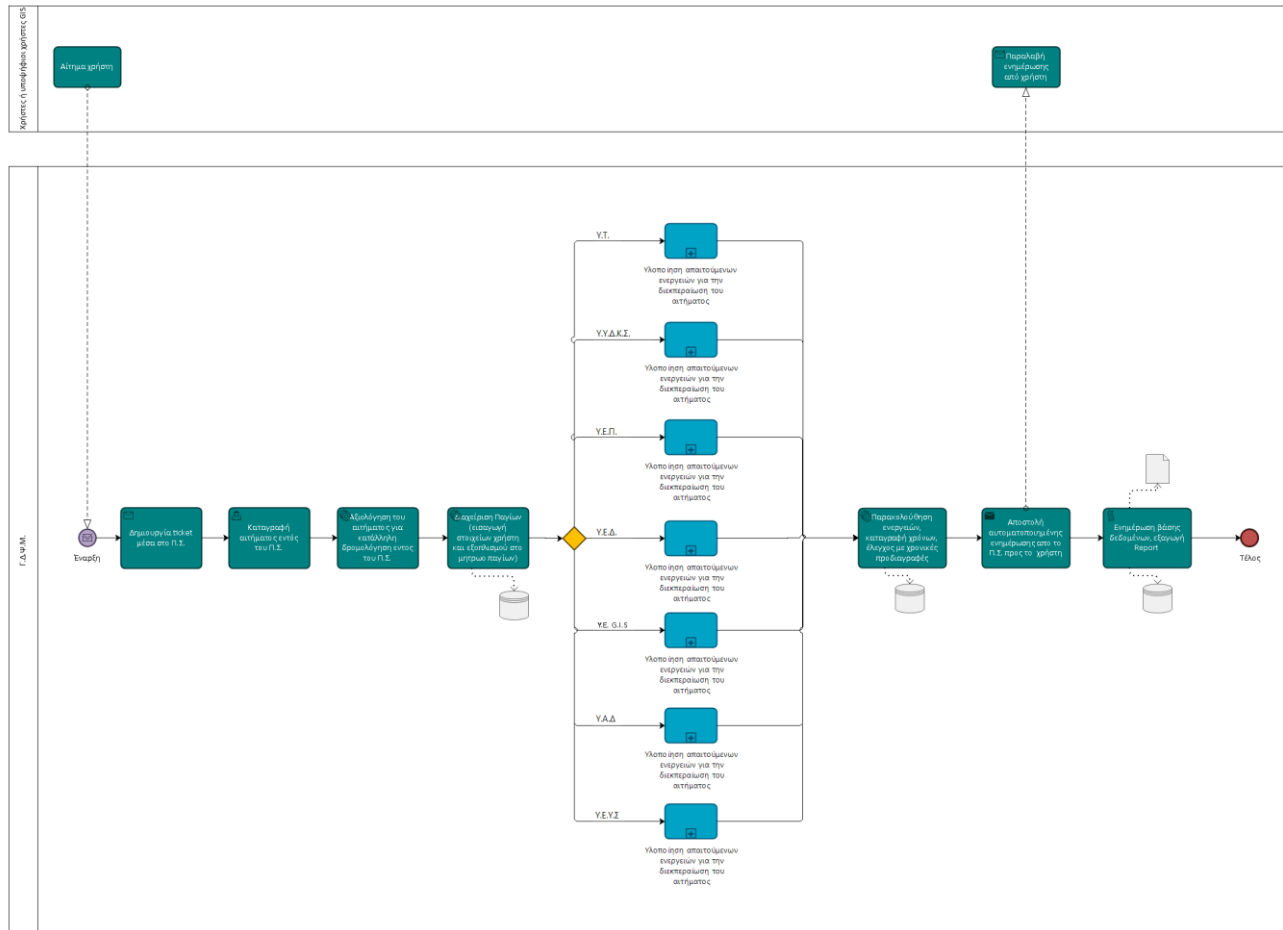 Χρήστες ή υποψήφιοι χρήστες GIS
Αίτημα χρήστη
Παραλαβή
ενημέρωσης
από χρήστη
Γ.Δ.Ψ.Μ.
Έναρξη
Δημιουργία ticket
μέσα στο Π.Σ.
Καταγραφή
αιτήματος εντός
του Π.Σ.
Αξιολόγηση του
αιτήματος για
κατάλληλη
δρομολόγηση εντος
του Π.Σ.
Διαχείριση Παγίων
(εισαγωγή
στοιχείων χρήστη
και εξοπλισμού στο
μητρωο παγίων)
Υ.Τ.
Υλοποίηση απαιτούμενων
ενεργειών για την
διεκπεραίωση του
αιτήματος
Υ.Υ.Δ.Κ.Σ.
Υλοποίηση απαιτούμενων
ενεργειών για την
διεκπεραίωση του
αιτήματος
Υ.Ε.Π.
Υλοποίηση απαιτούμενων
ενεργειών για την
διεκπεραίωση του
αιτήματος
Υ.Ε.Δ.
Υλοποίηση απαιτούμενων
ενεργειών για την
διεκπεραίωση του
αιτήματος
Υ.Ε. G.I.S
Υλοποίηση απαιτούμενων
ενεργειών για την
διεκπεραίωση του
αιτήματος
Υ.Α.Δ
Υλοποίηση απαιτούμενων
ενεργειών για την
διεκπεραίωση του
αιτήματος
Υ.Ε.Υ.Σ
Υλοποίηση απαιτούμενων
ενεργειών για την
διεκπεραίωση του
αιτήματος
Παρακολούθηση
ενεργειών,
καταγραφή χρόνων,
έλεγχος με χρονικές
προδιαγραφές
Αποστολή
αυτοματοποιημένης
ενημέρωσης απο το
Π.Σ. προς το χρήστη
Ενημέρωση βάσης
δεδομένων, εξαγωγή
Report
Τέλος